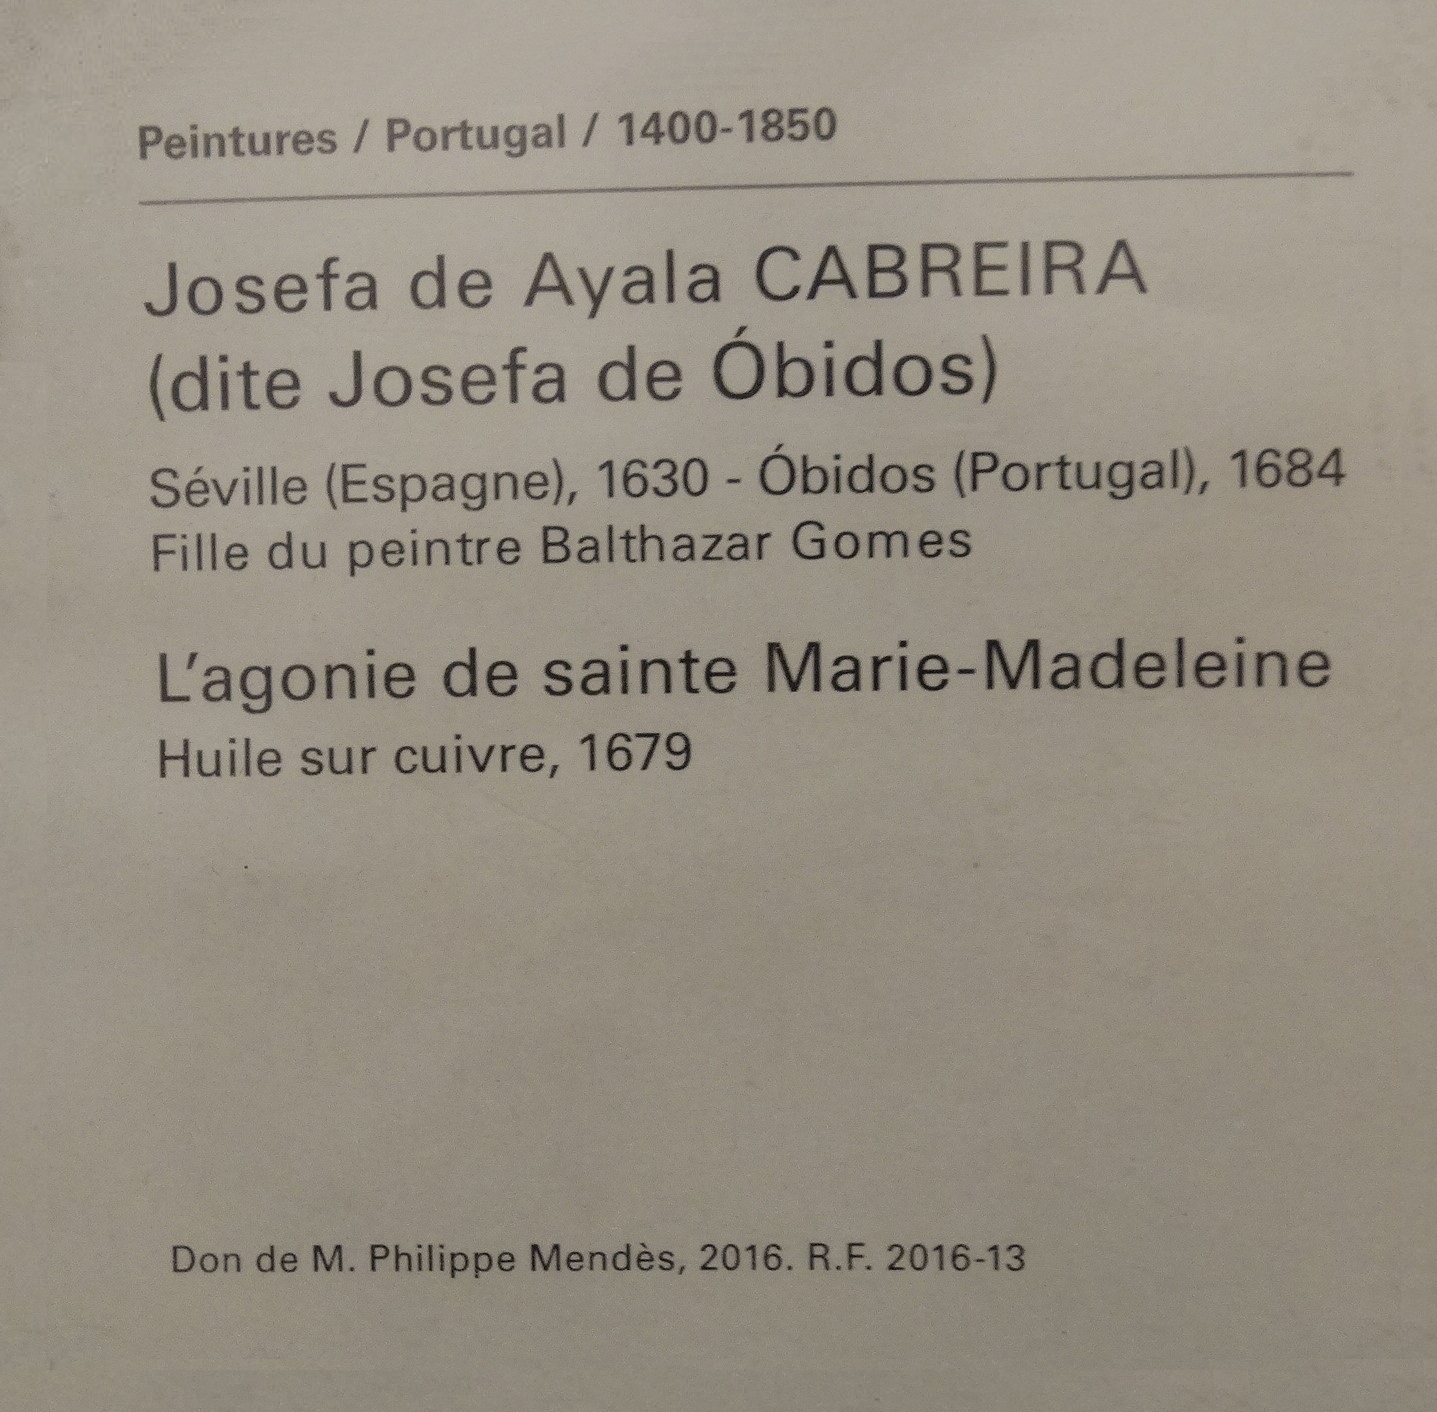 Peintures / Portugal / 1400-1850
Josefa de Ayala CABREIRA
(dite Josefa de Óbidos)
Séville (Espagne), 1630 - Óbidos (Portugal), 1684
Fille du peintre Balthazar Gomes
L'agonie de sainte Marie-Madeleine
Huile sur cuivre, 1679
Don de M. Philippe Mendès, 2016. R.F. 2016-13